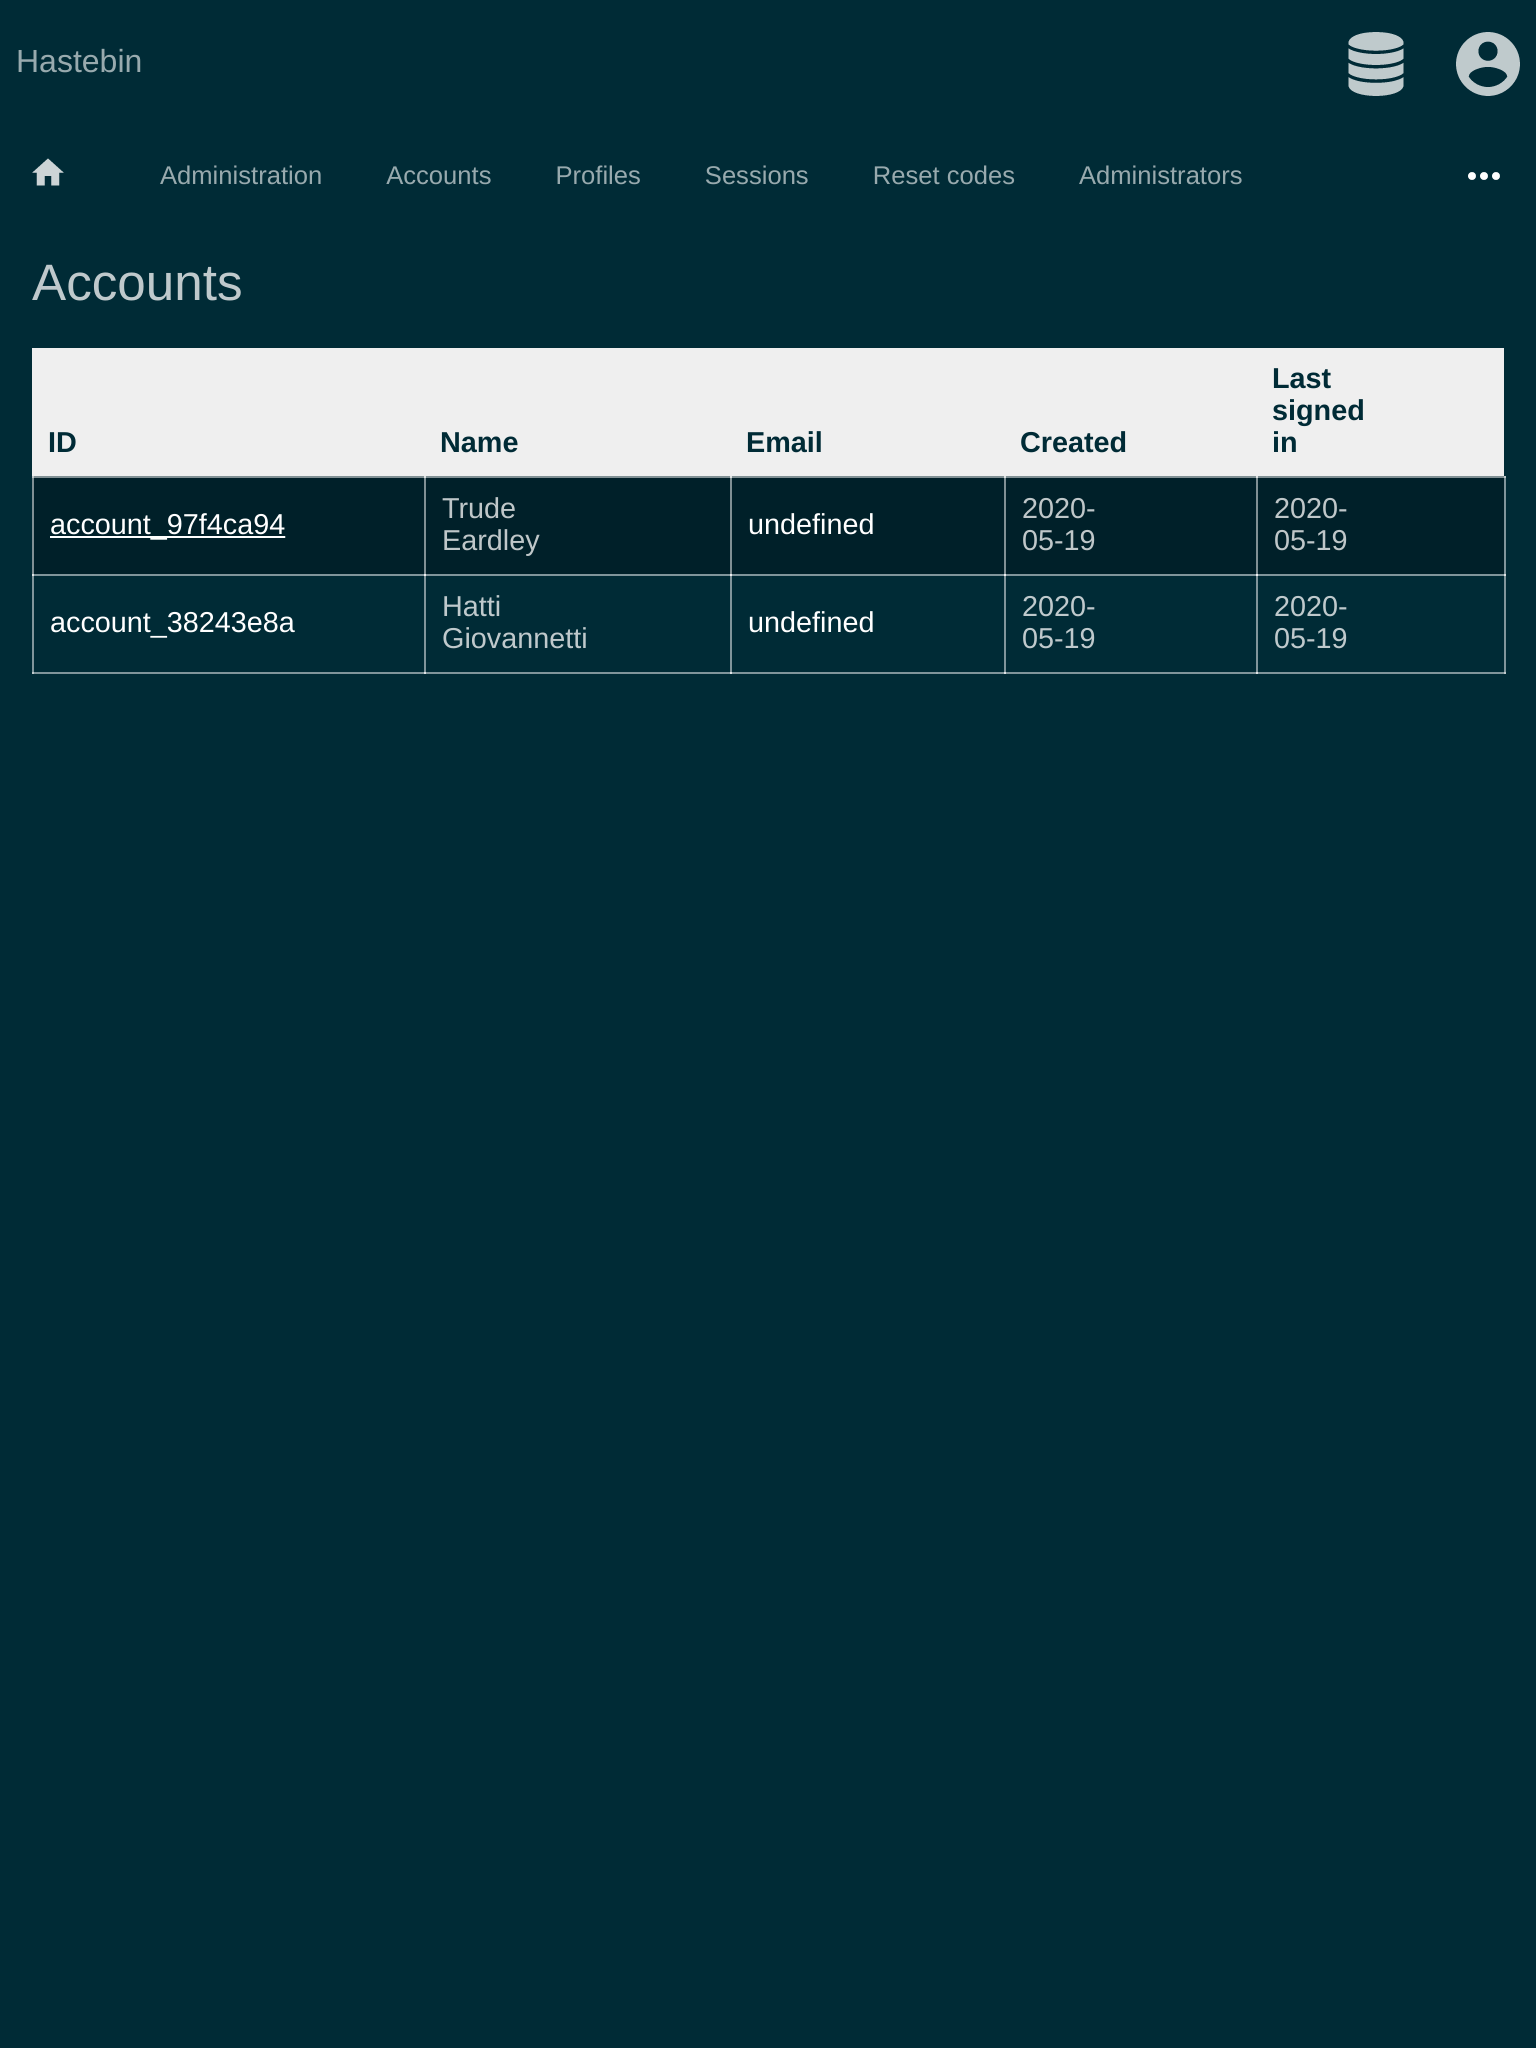 Hastebin
Administration Accounts Profiles Sessions Reset codes Administrators
Accounts
ID Name Email Created Last signed in
account_97f4ca94 Trude Eardley undefined 2020-05-19 2020-05-19
account_38243e8a Hatti Giovannetti undefined 2020-05-19 2020-05-19